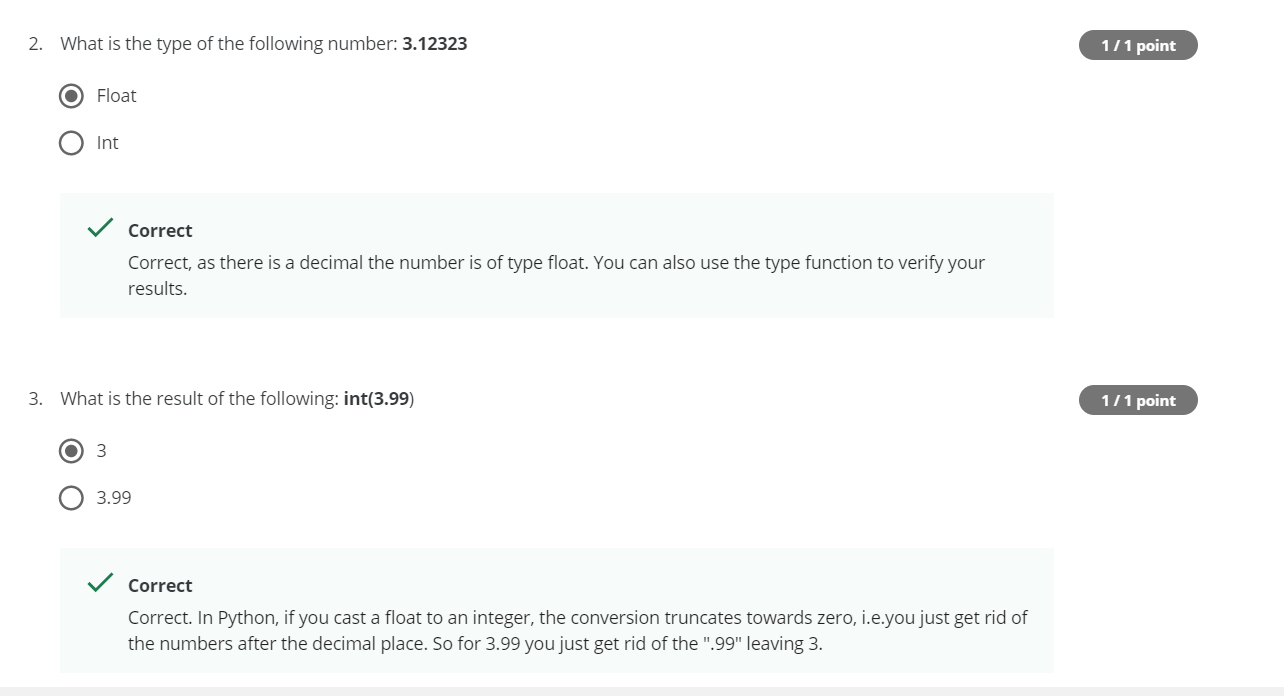 2. What is the type of the following number: 3.12323
1 / 1 point
Float
Int
Correct
Correct, as there is a decimal the number is of type float. You can also use the type function to verify your
results.
3. What is the result of the following: int(3.99)
1 / 1 point
3
3.99
Correct
Correct. In Python, if you cast a float to an integer, the conversion truncates towards zero, i.e.you just get rid of
the numbers after the decimal place. So for 3.99 you just get rid of the ".99" leaving 3.